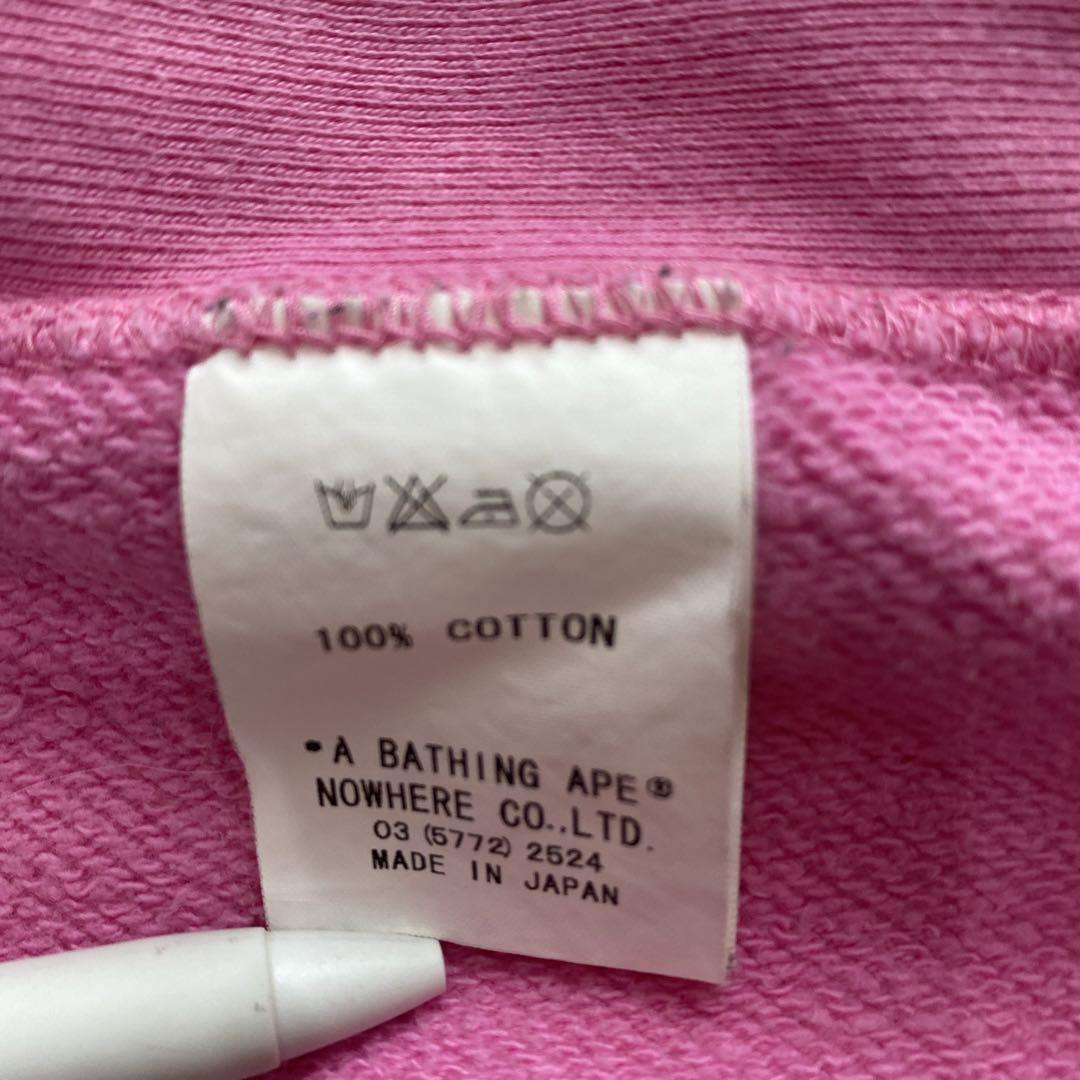 100% COTTON
•A BATHING APE®
NOWHERE CO.,LTD.
03 (5772) 2524
MADE IN JAPAN